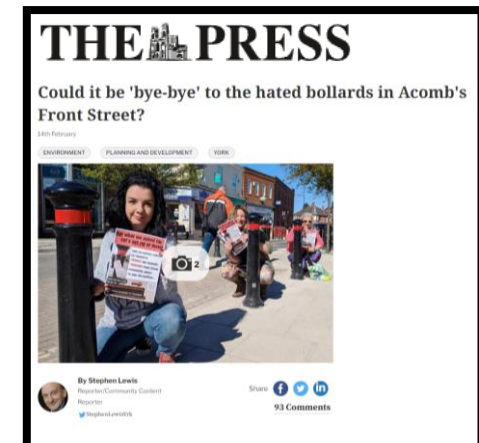 THE PRESS
Could it be 'bye-bye' to the hated bollards in Acomb's
Front Street?
14th February
ENVIRONMENT PLANNING AND DEVELOPMENT YORK
2
By Stephen Lewis
Reporter/Community Content
Reporter
Share
93 Comments